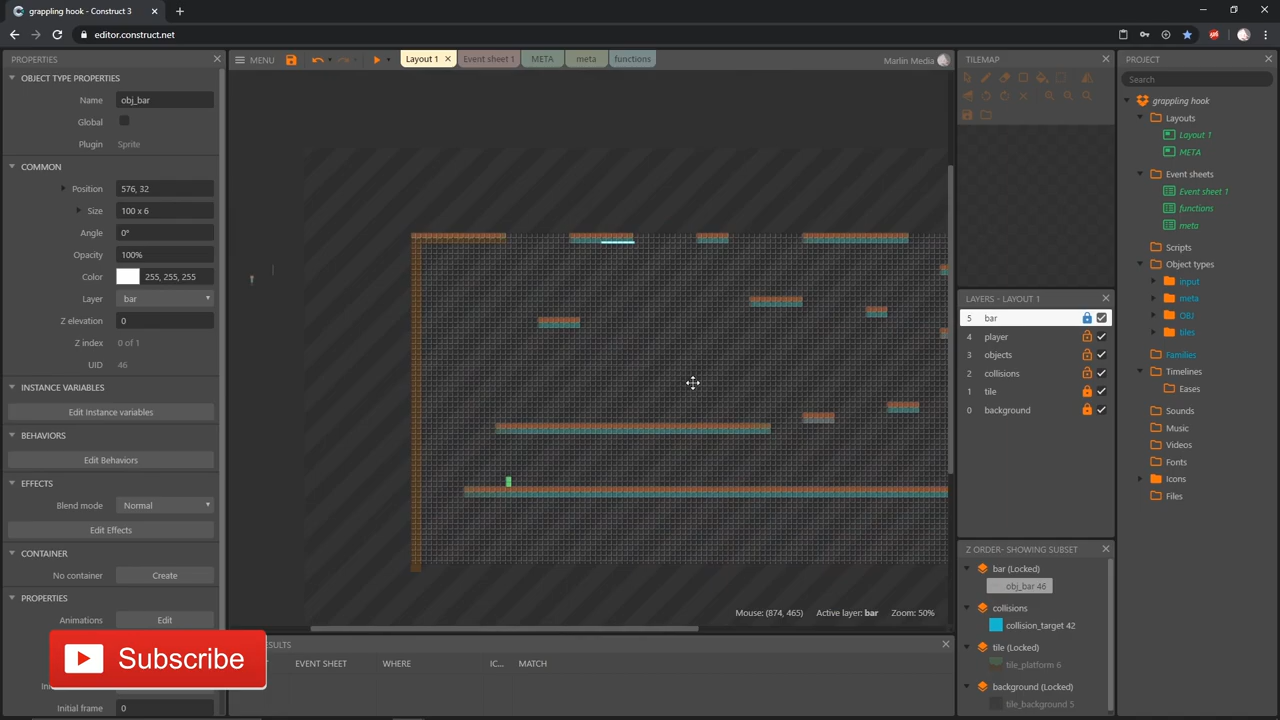 grappling hook - Construct 3
editor.construct.net
PROPERTIES
OBJECT TYPE PROPERTIES
Name obj_bar
Global
Plugin Sprite
COMMON
Position 576, 32
Size 100 x 6
Angle 0°
Opacity 100%
Color 255, 255, 255
Layer bar
Z elevation 0
Z index 0 of 1
UID 46
INSTANCE VARIABLES
Edit Instance variables
BEHAVIORS
Edit Behaviors
EFFECTS
Blend mode Normal
Edit Effects
CONTAINER
No container Create
PROPERTIES
Animations Edit
Subscribe
Initial frame 0
MENU
Layout 1
Event sheet 1
META
meta
functions
Marlin Media
Mouse: (874, 465) Active layer: bar Zoom: 50%
EVENT SHEET WHERE IC... MATCH
TILEMAP
LAYERS - LAYOUT 1
5 bar
4 player
3 objects
2 collisions
1 tile
0 background
Z ORDER- SHOWING SUBSET
bar (Locked)
obj_bar 46
collisions
collision_target 42
tile (Locked)
tile_platform 6
background (Locked)
tile_background 5
PROJECT
Search
grappling hook
Layouts
Layout 1
META
Event sheets
Event sheet 1
functions
meta
Scripts
Object types
input
meta
OBJ
tiles
Families
Timelines
Eases
Sounds
Music
Videos
Fonts
Icons
Files